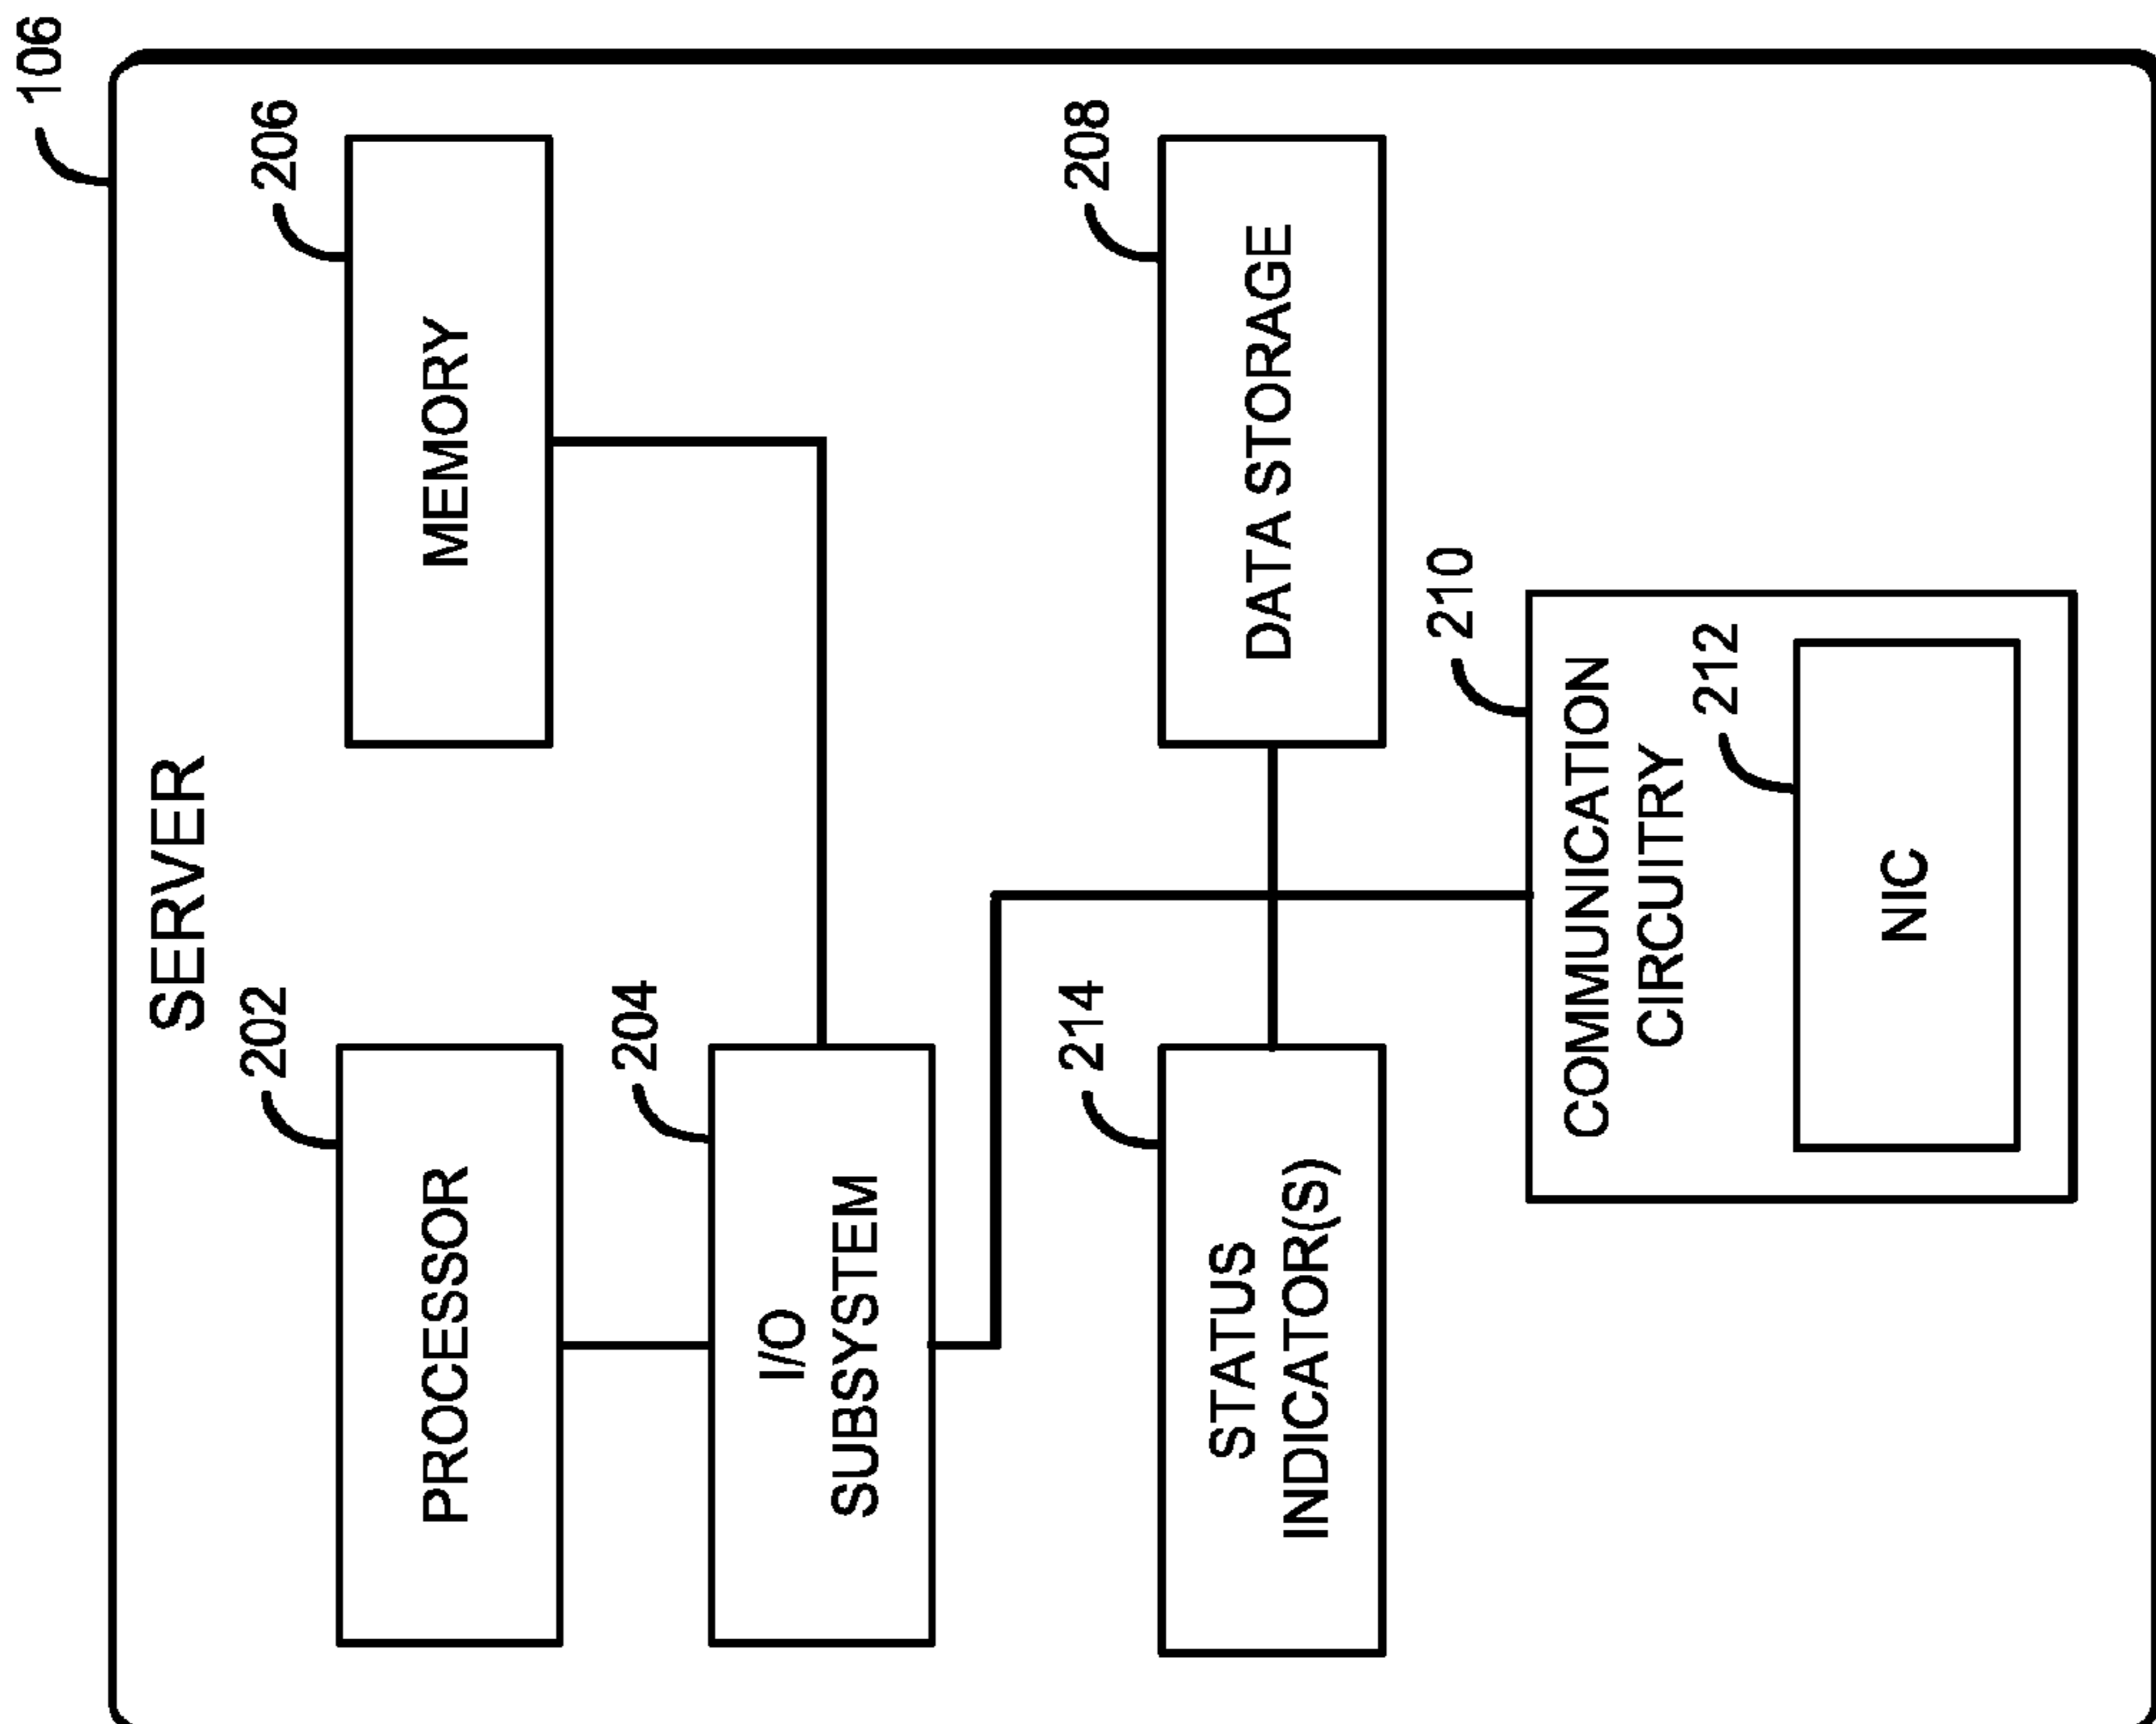 106
SERVER
202
PROCESSOR
206
MEMORY
204
I/O
SUBSYSTEM
214
STATUS
INDICATOR(S)
208
DATA STORAGE
210
COMMUNICATION
CIRCUITRY
212
NIC